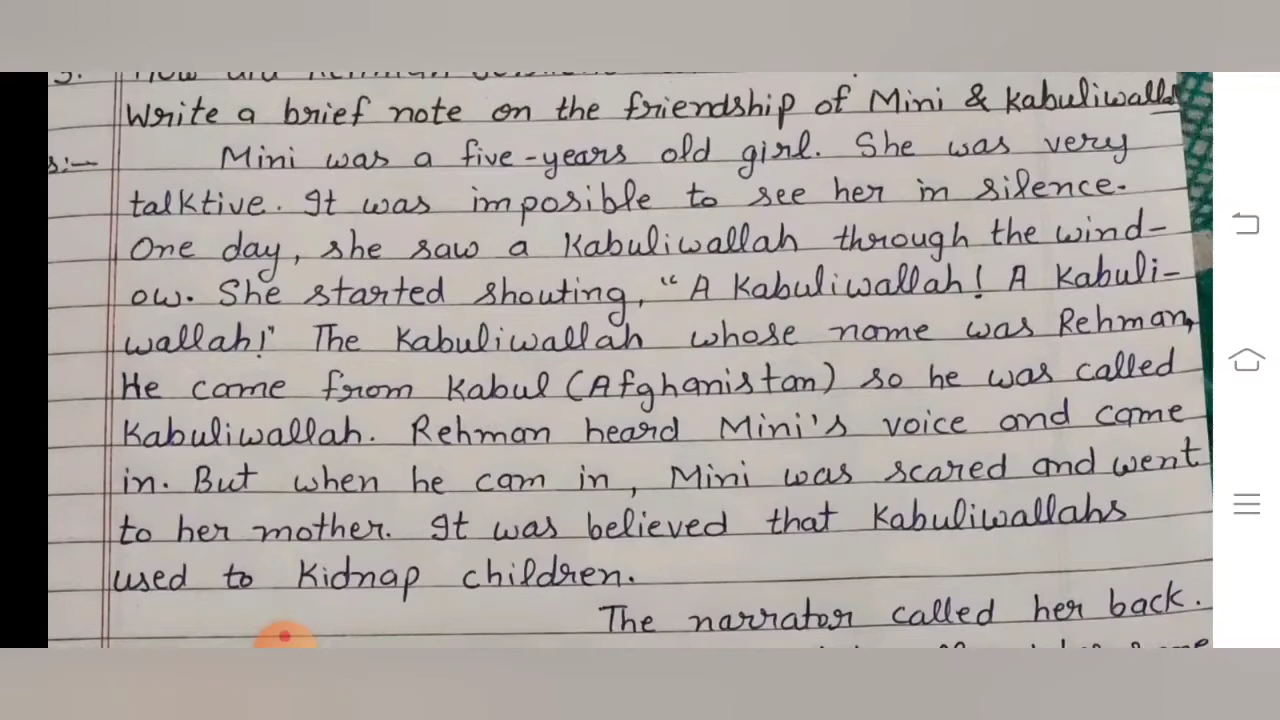 Write a brief note on the friendship of Mini & Kabuliwalla
s:-
Mini was a five-years old girl. She was very
talktive. It was imposible to see her in silence.
One day, she saw a Kabuliwallah through the wind-
ow. She started shouting, "A Kabuliwallah! A Kabuli-
wallah!" The Kabuliwallah whose name was Rehman,
He came from Kabul (Afghanistan) so he was called
Kabuliwallah. Rehman heard Mini's voice and came
in. But when he cam in, Mini was scared and went
to her mother. It was believed that Kabuliwallahs
used to Kidnap children.
The narrator called her back.